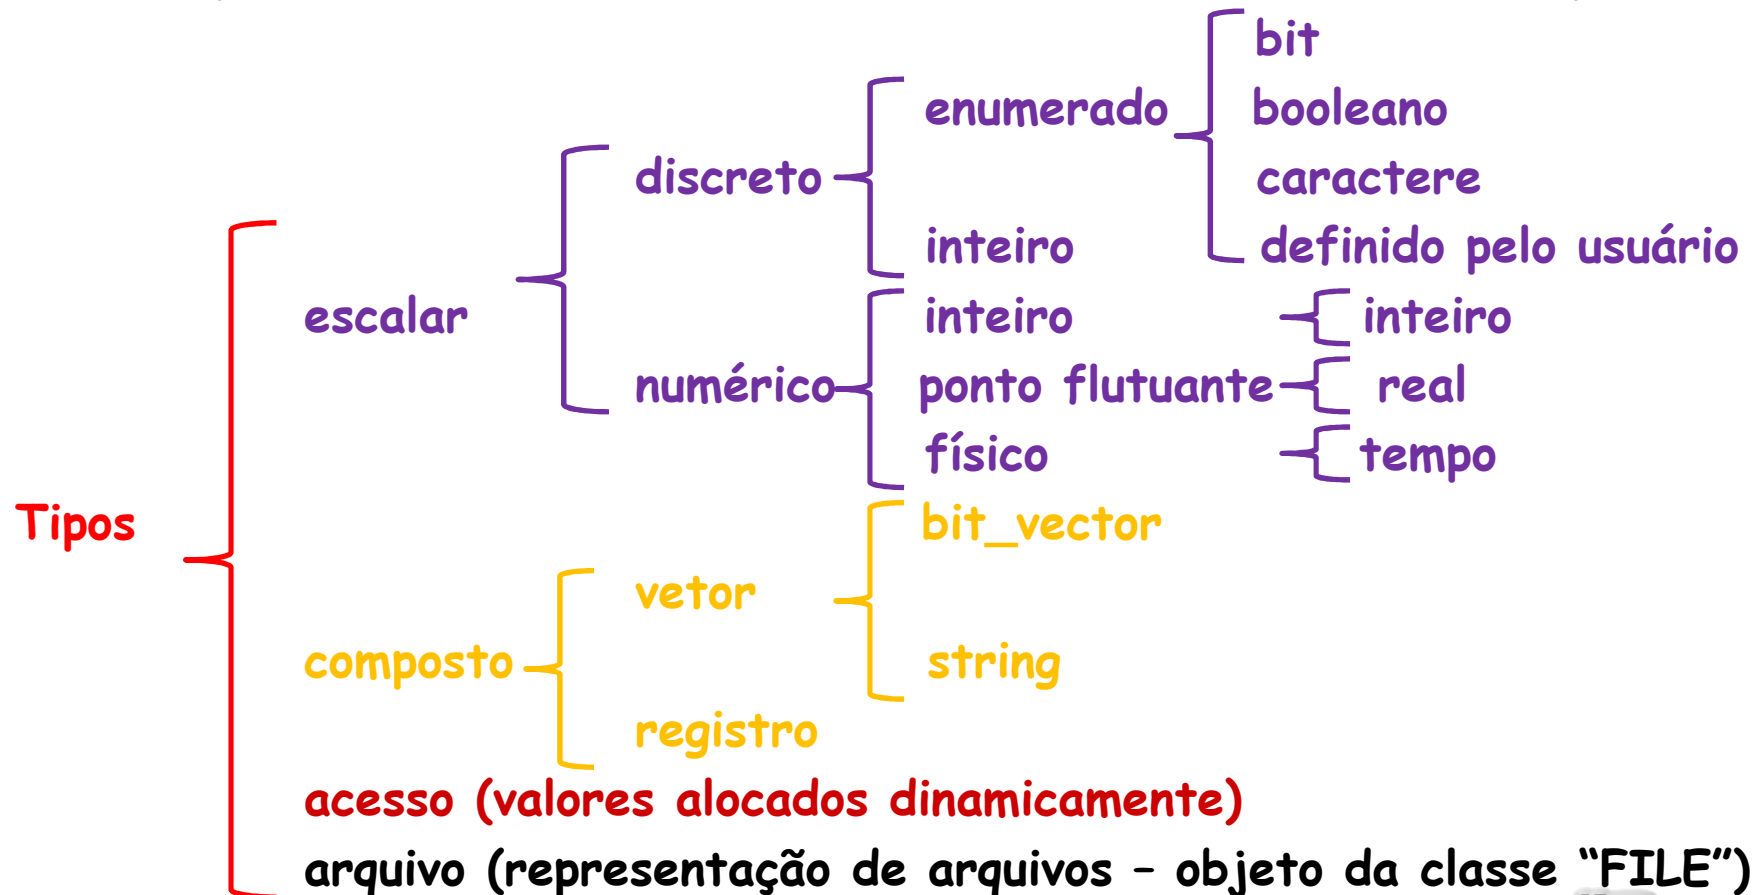 bit
enumerado booleano
discreto caractere
inteiro definido pelo usuário
escalar inteiro inteiro
numérico ponto flutuante real
físico tempo
Tipos bit_vector
vetor
composto string
registro
acesso (valores alocados dinamicamente)
arquivo (representação de arquivos – objeto da classe “FILE”)